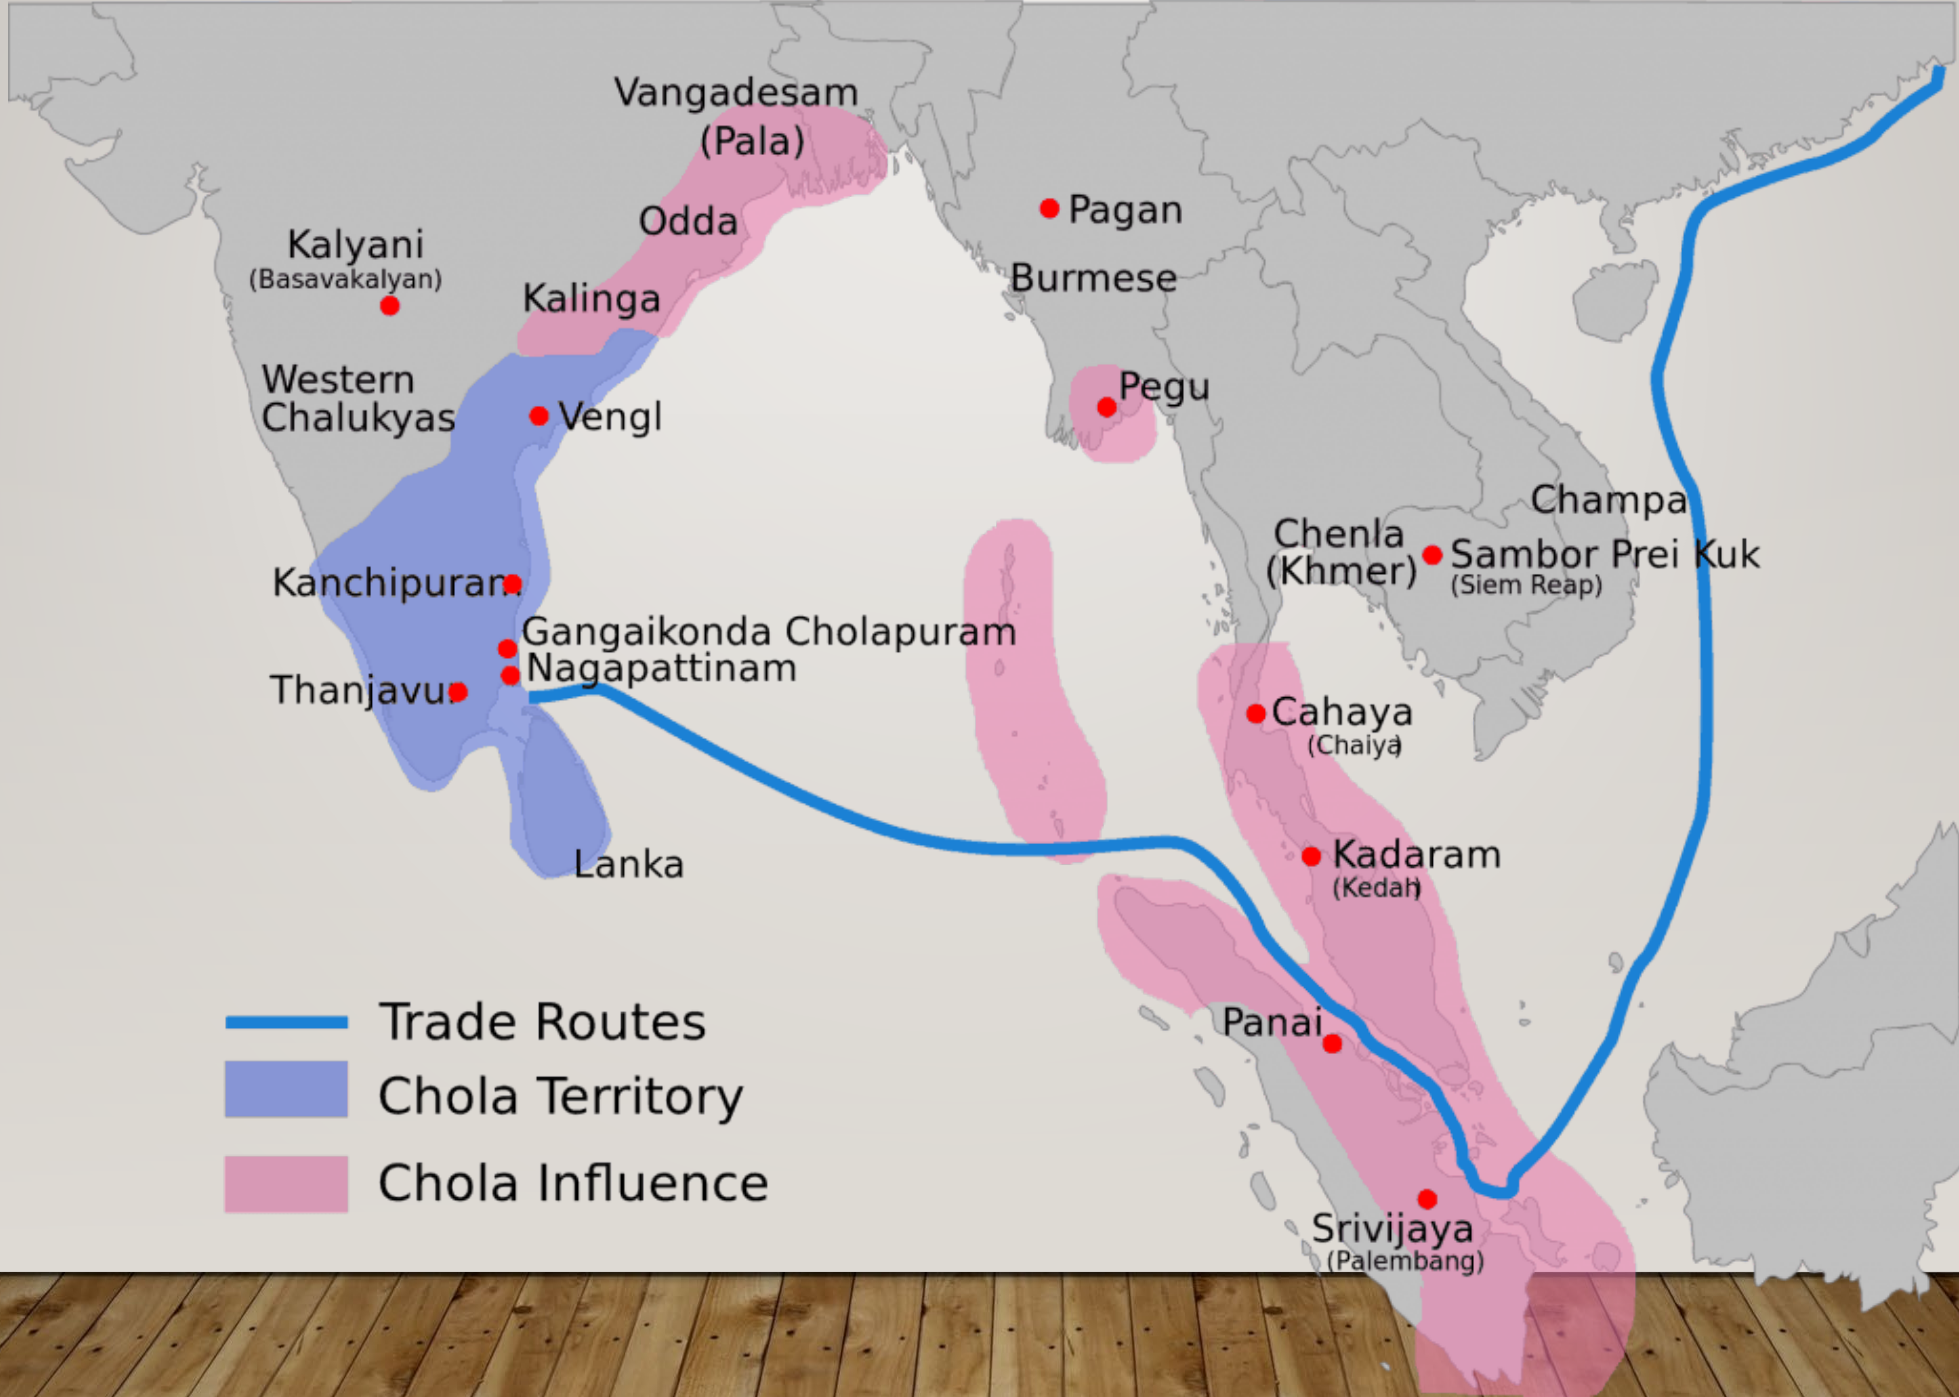 Vangadesam
(Pala)
Odda
Kalinga
Kalyani
(Basavakalyan)
Western
Chalukyas
Vengl
Pagan
Burmese
Pegu
Champa
Chenla
(Khmer)
Sambor Prei Kuk
(Siem Reap)
Kanchipuram
Gangaikonda Cholapuram
Nagapattinam
Thanjavur
Lanka
Cahaya
(Chaiya)
Kadaram
(Kedah)
Panai
Srivijaya
(Palembang)
Trade Routes
Chola Territory
Chola Influence